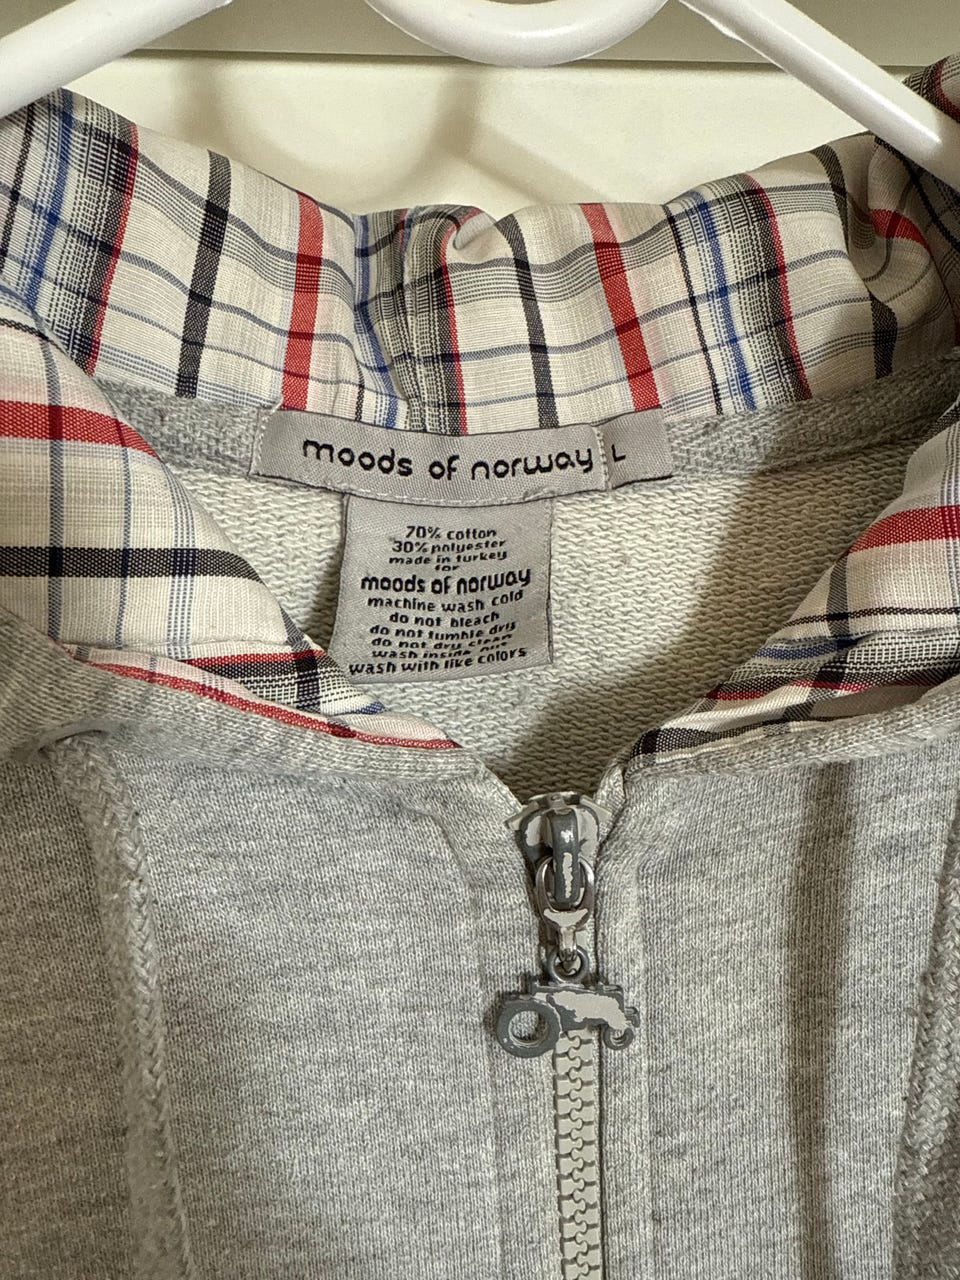 moods of norway
L
70% cotton
30% polyester
made in turkey
for
moods of norway
machine wash cold
do not bleach
do not tumble dry
do not dry clean
wash inside out
wash with like colors